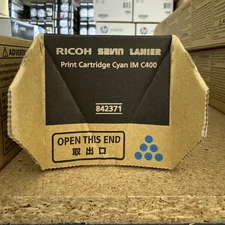 RICOH SAVIN LANIER
Print Cartridge Cyan IM C400
842371
OPEN THIS END
取出口